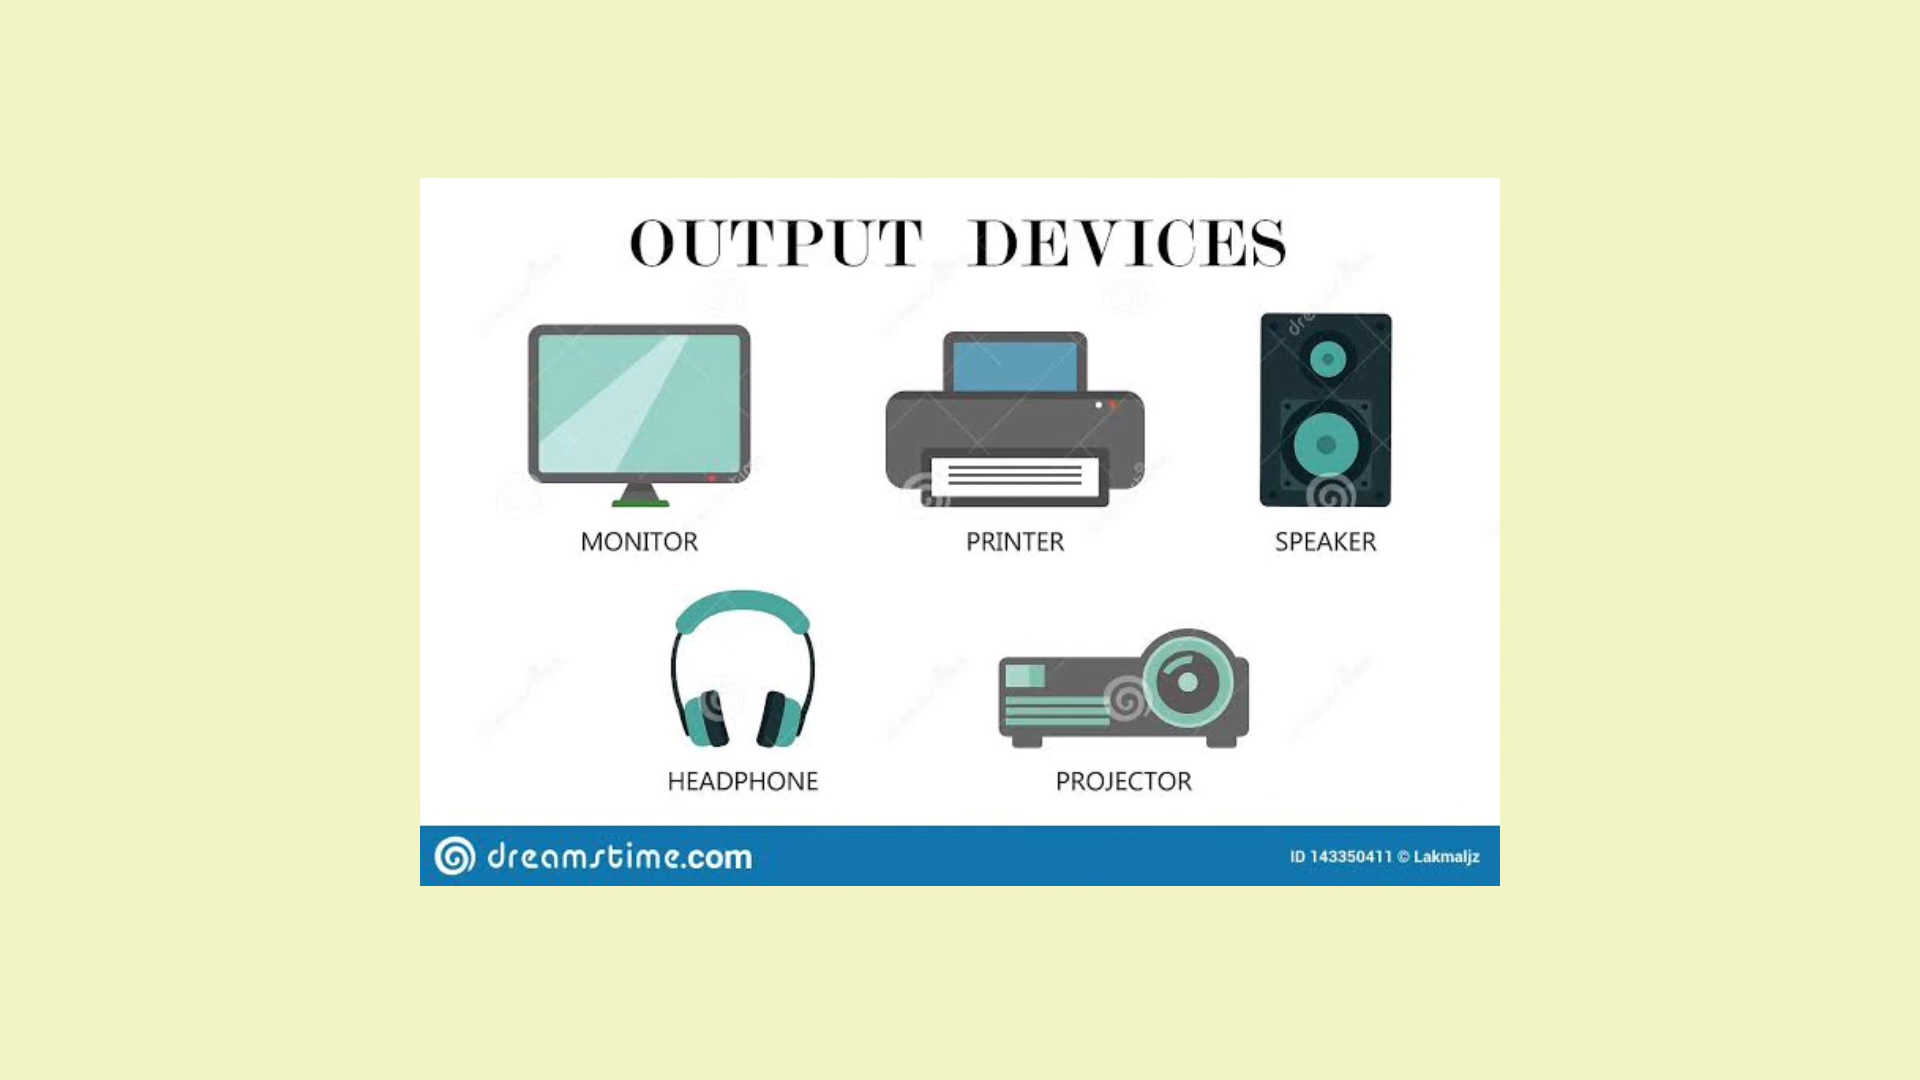 OUTPUT DEVICES
MONITOR
PRINTER
SPEAKER
HEADPHONE
PROJECTOR
dreamstime.com
ID 143350411 © Lakmaljz